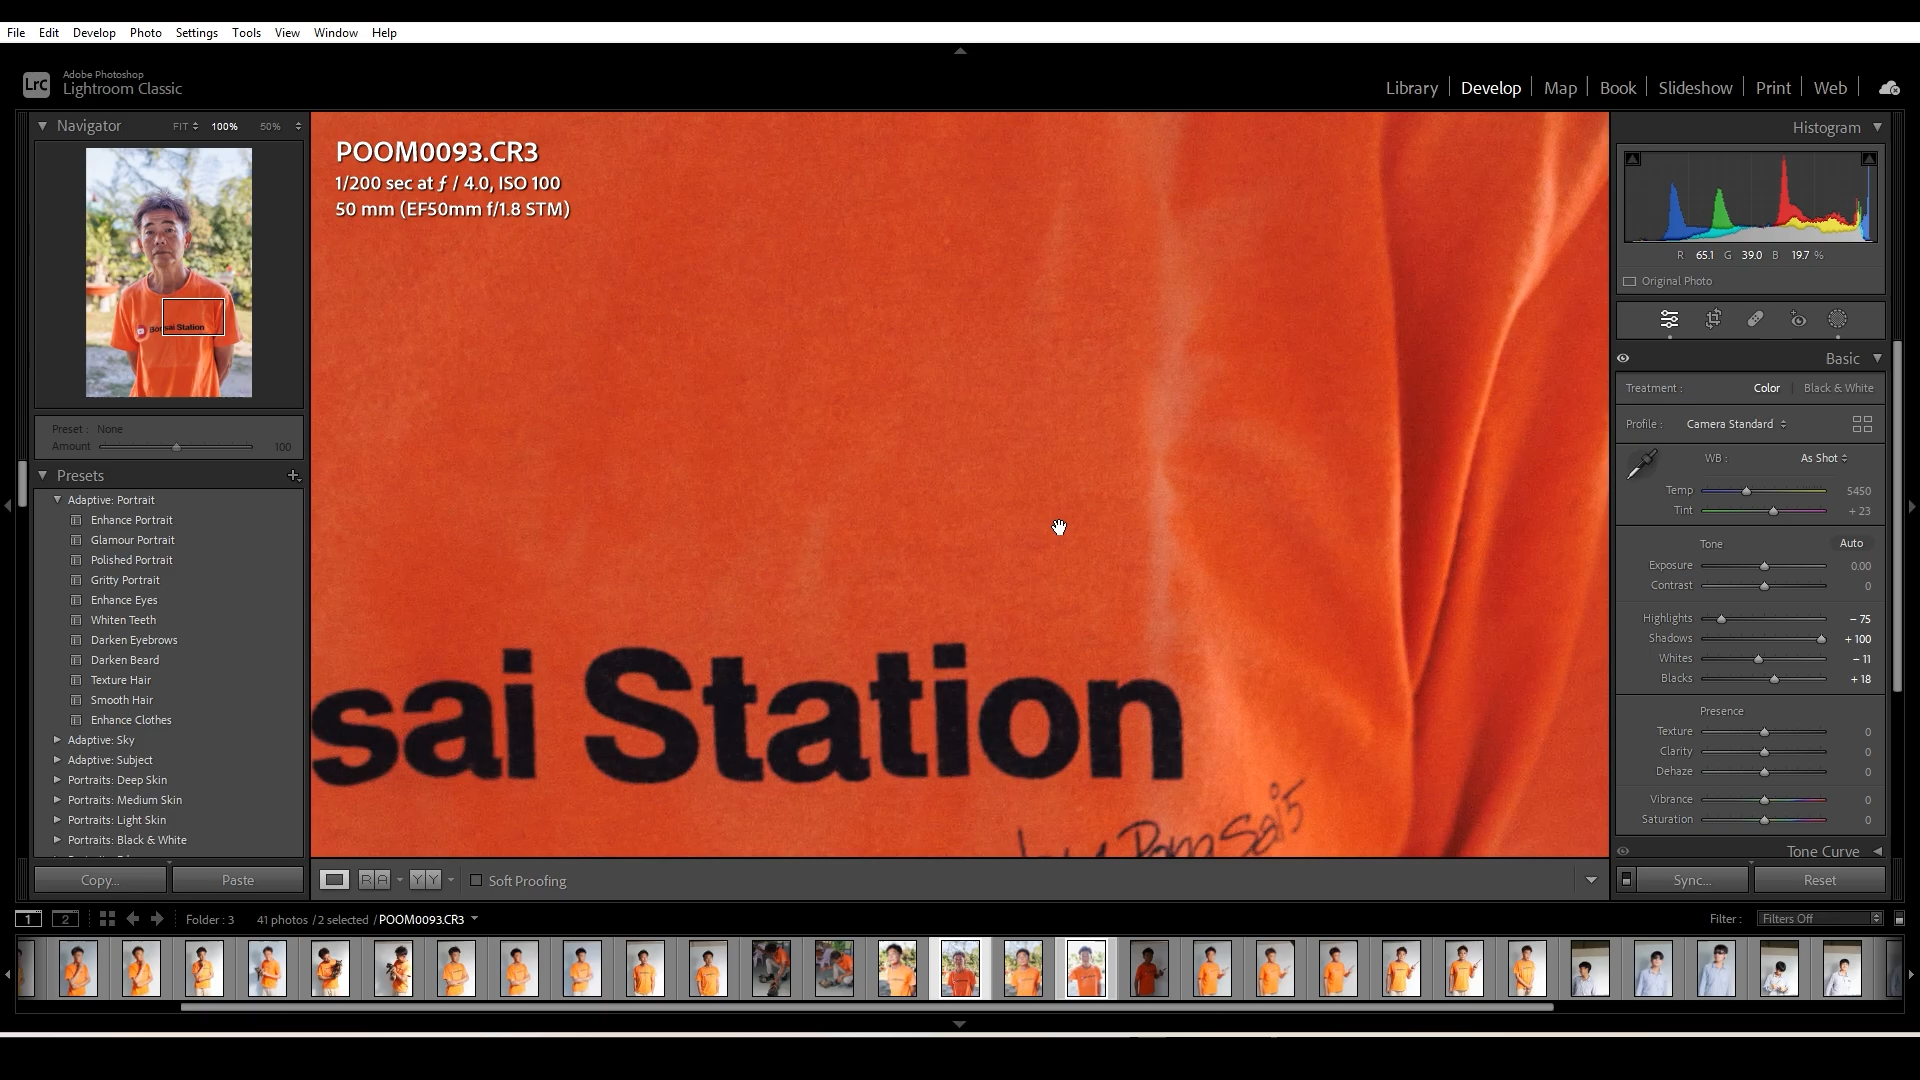 File Edit Develop Photo Settings Tools View Window Help
LrC
Adobe Photoshop
Lightroom Classic
Library Develop Map Book Slideshow Print Web
Navigator FIT 100% 50%
Bonsai Station
Preset : None
Amount 100
Presets
Adaptive: Portrait
Enhance Portrait
Glamour Portrait
Polished Portrait
Gritty Portrait
Enhance Eyes
Whiten Teeth
Darken Eyebrows
Darken Beard
Texture Hair
Smooth Hair
Enhance Clothes
Adaptive: Sky
Adaptive: Subject
Portraits: Deep Skin
Portraits: Medium Skin
Portraits: Light Skin
Portraits: Black & White
Copy... Paste
POOM0093.CR3
1/200 sec at ƒ / 4.0, ISO 100
50 mm (EF50mm f/1.8 STM)
sai Station
Soft Proofing
Histogram
R 65.1 G 39.0 B 19.7 %
Original Photo
Basic
Treatment : Color Black & White
Profile : Camera Standard
WB : As Shot
Temp 5450
Tint + 23
Tone Auto
Exposure 0.00
Contrast 0
Highlights – 75
Shadows + 100
Whites – 11
Blacks + 18
Presence
Texture 0
Clarity 0
Dehaze 0
Vibrance 0
Saturation 0
Tone Curve
Sync... Reset
1 2 Folder : 3 41 photos / 2 selected / POOM0093.CR3 Filter : Filters Off